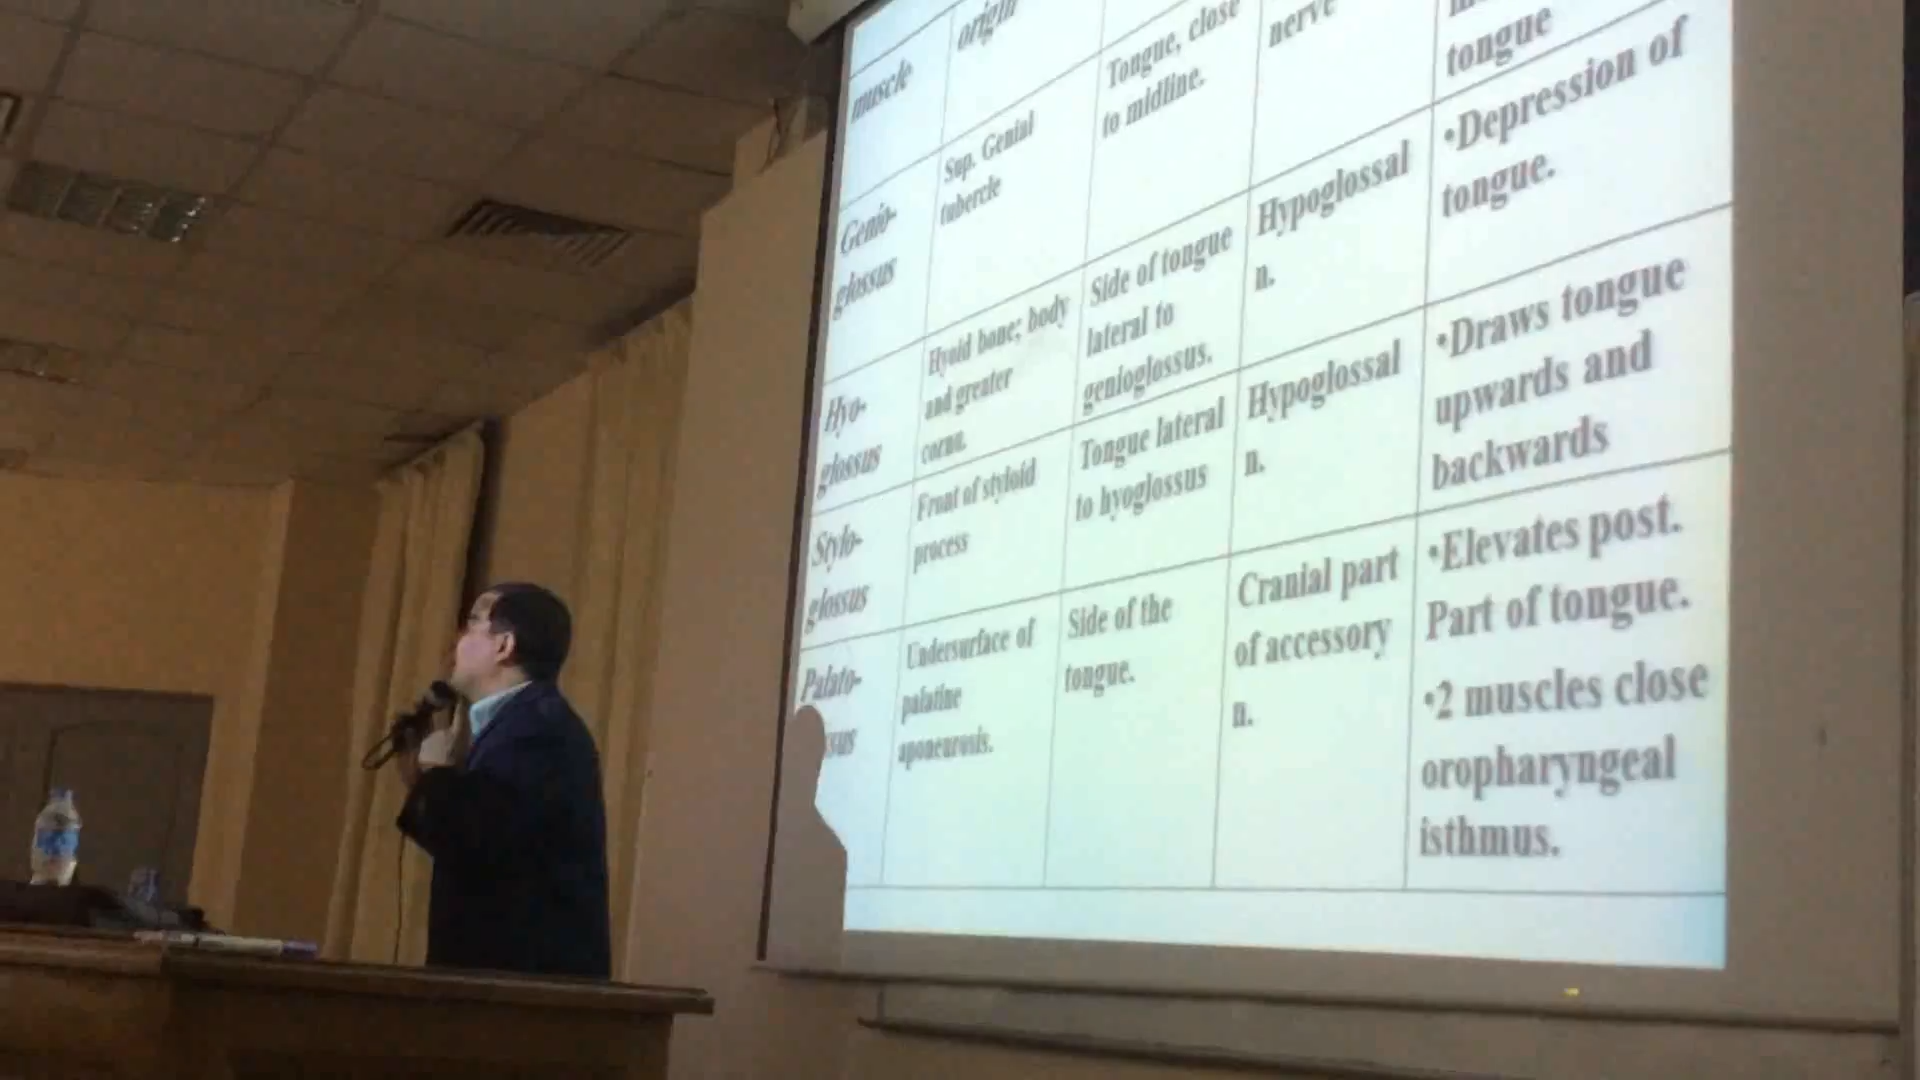 muscle
origin
nerve
tongue
Genio-
glossus
Sup. Genial
tubercle
Tongue, close
to midline.
Hypoglossal
n.
•Depression of
tongue.
Hyo-
glossus
Hyoid bone; body
and greater
cornu.
Side of tongue
lateral to
genioglossus.
Hypoglossal
n.
•Draws tongue
upwards and
backwards
Stylo-
glossus
Front of styloid
process
Tongue lateral
to hyoglossus
Cranial part
of accessory
n.
•Elevates post.
Part of tongue.
•2 muscles close
oropharyngeal
isthmus.
Palato-
ssus
Undersurface of
palatine
aponeurosis.
Side of the
tongue.